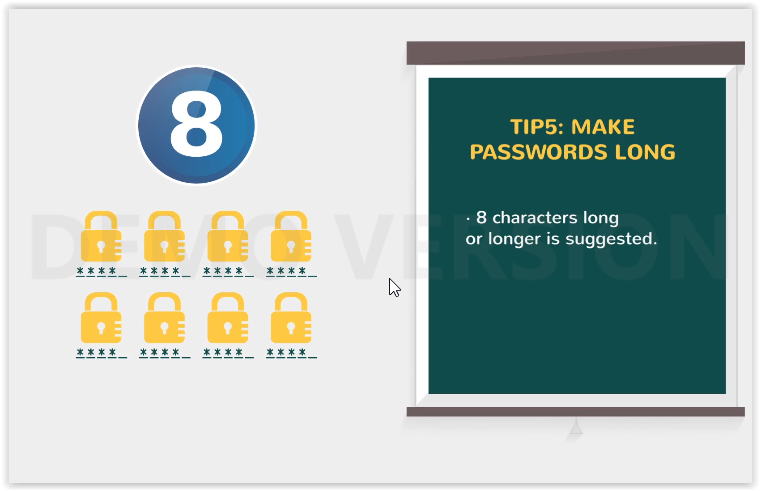 8
TIP5: MAKE
PASSWORDS LONG
· 8 characters long
or longer is suggested.
DEMO VERSION
****_ ****_ ****_ ****_
****_ ****_ ****_ ****_